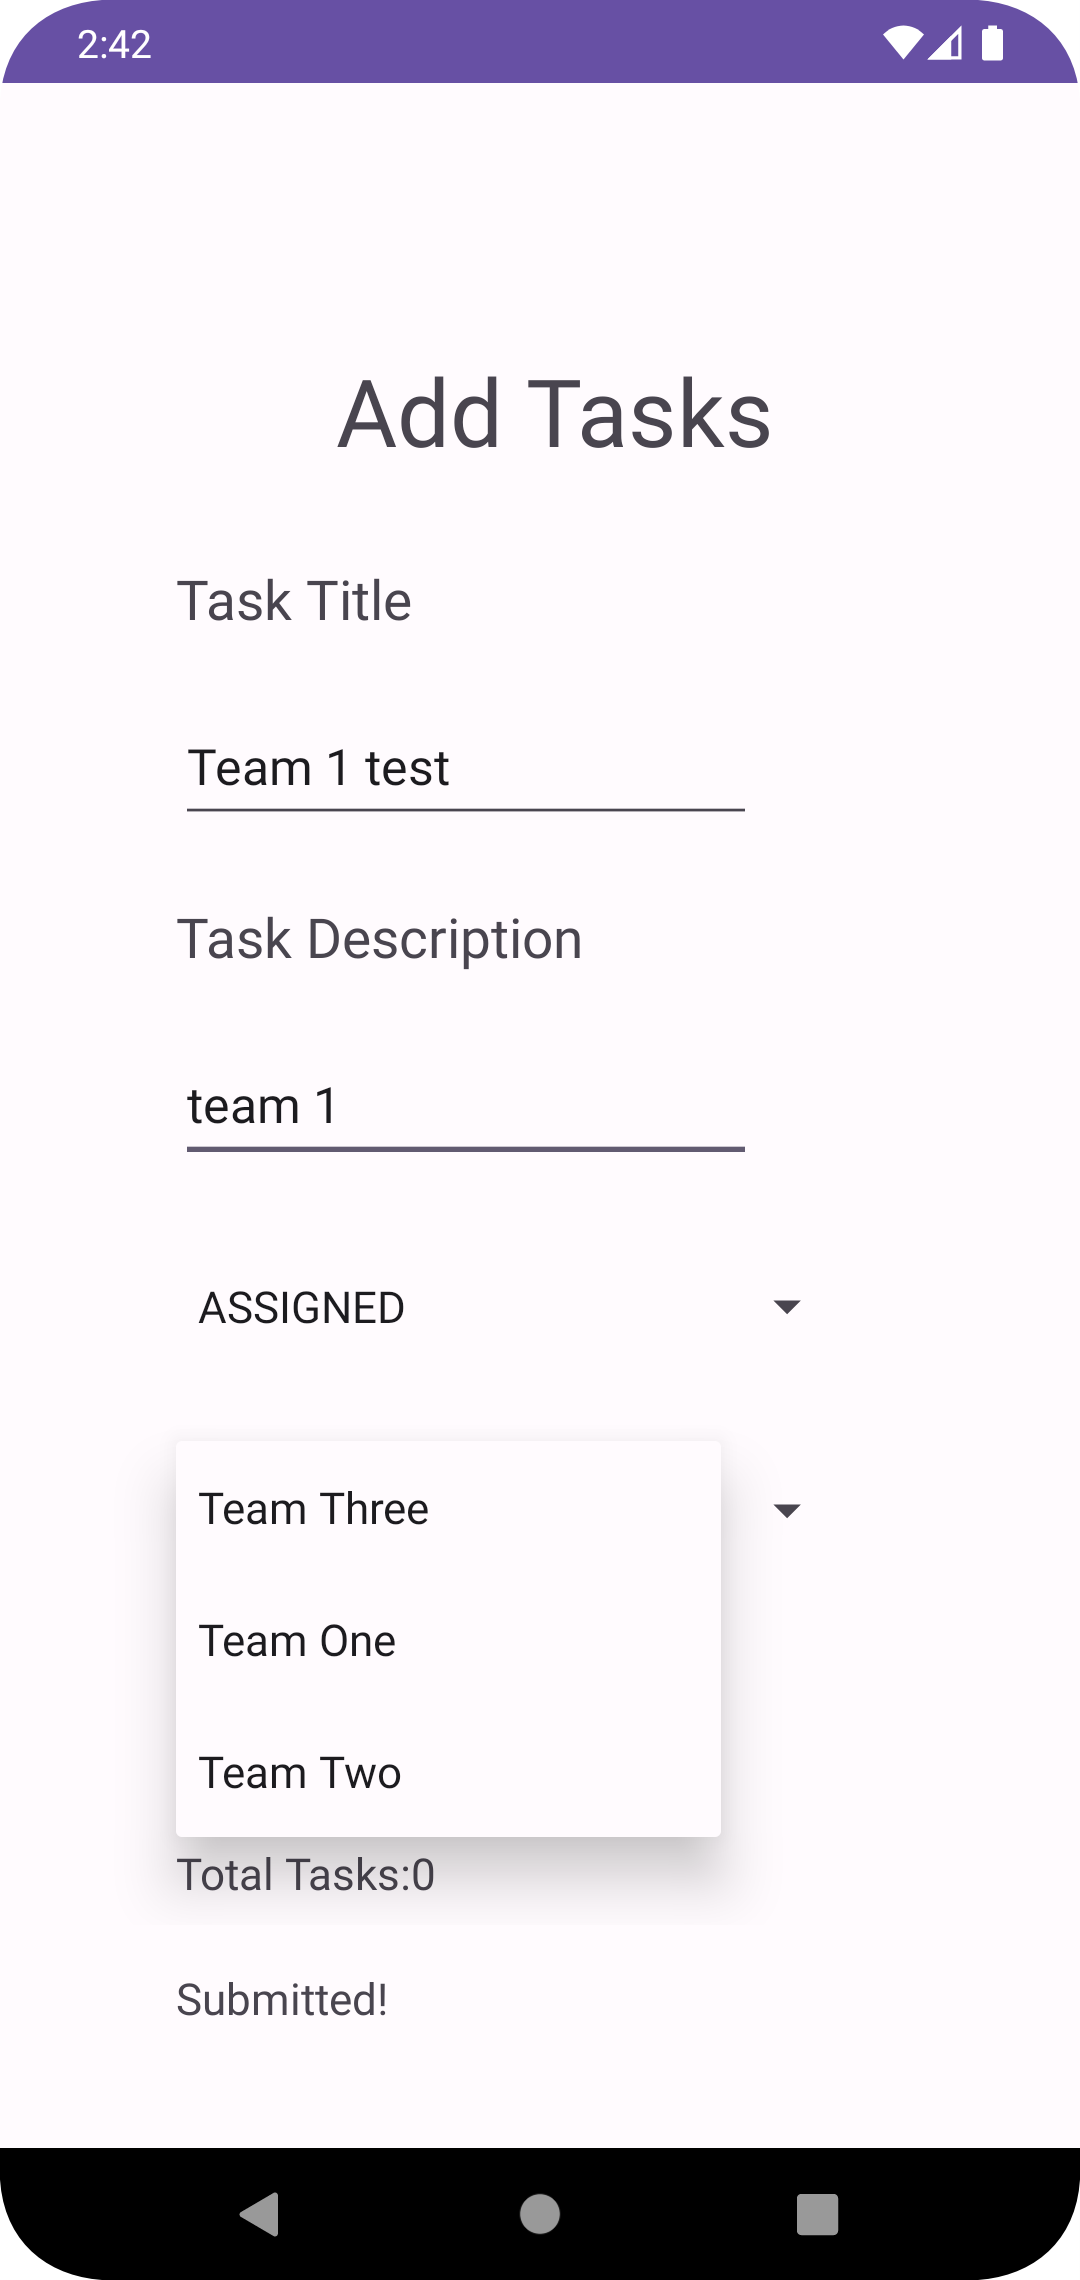 2:42
Add Tasks
Task Title
Team 1 test
Task Description
team 1
ASSIGNED
Team Three
Team One
Team Two
Total Tasks:0
Submitted!